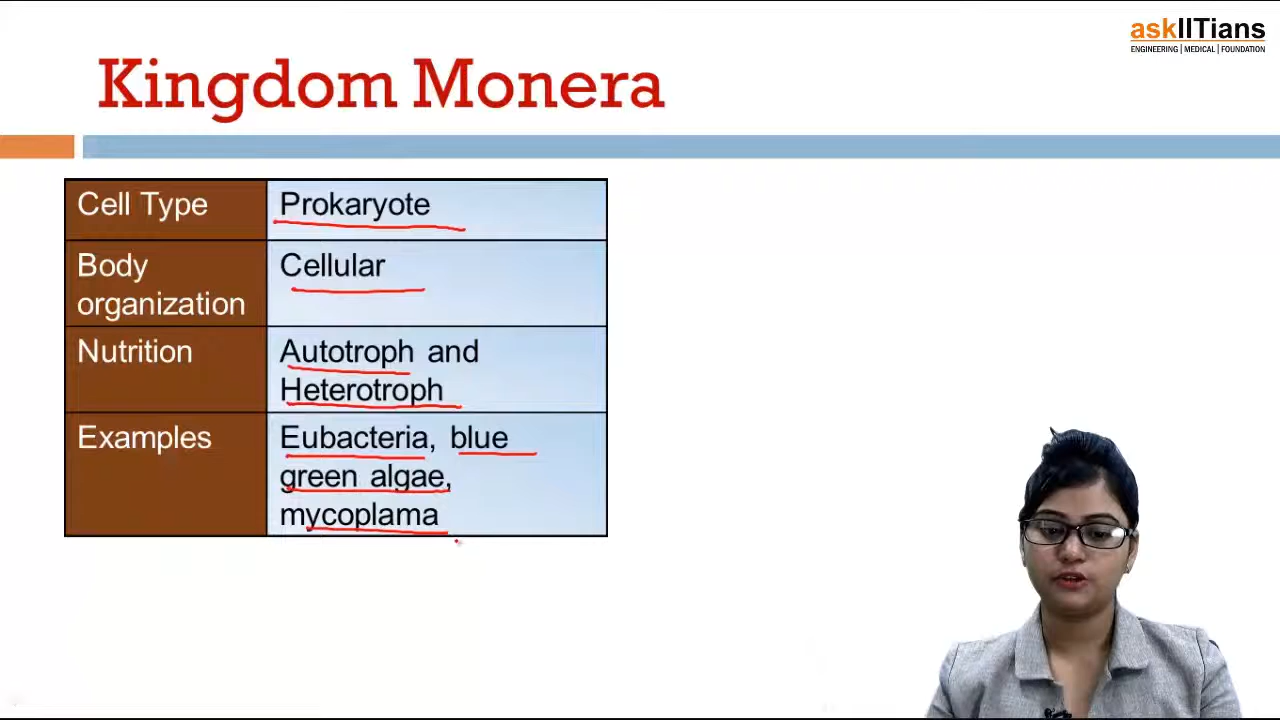 askIITians
ENGINEERING | MEDICAL | FOUNDATION
Kingdom Monera
Cell Type
Prokaryote
Body
organization
Cellular
Nutrition
Autotroph and
Heterotroph
Examples
Eubacteria, blue
green algae,
mycoplama